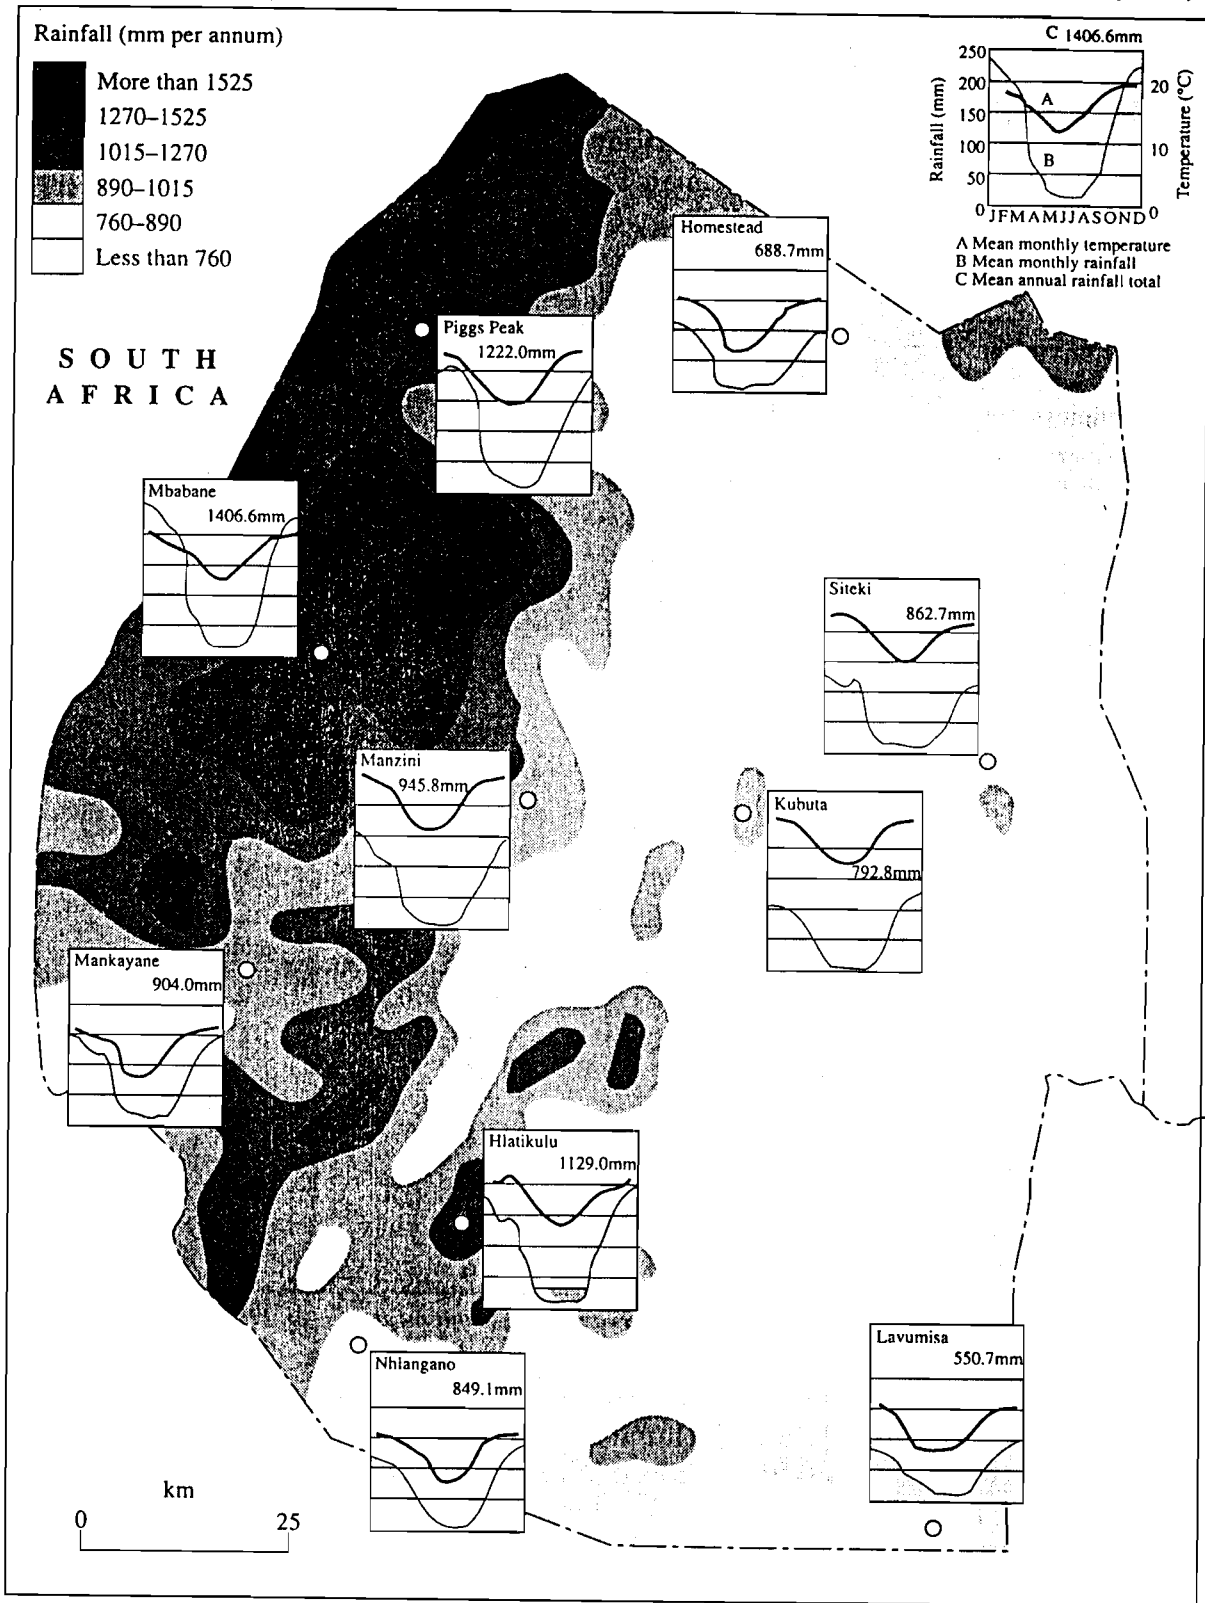 Rainfall (mm per annum)
More than 1525
1270–1525
1015–1270
890–1015
760–890
Less than 760
C 1406.6mm
250
200
150
100
50
0
Rainfall (mm)
20
10
0
Temperature (°C)
A
B
J F M A M J J A S O N D
A Mean monthly temperature
B Mean monthly rainfall
C Mean annual rainfall total
SOUTH
AFRICA
Homestead
688.7mm
Piggs Peak
1222.0mm
Mbabane
1406.6mm
Siteki
862.7mm
Manzini
945.8mm
Kubuta
792.8mm
Mankayane
904.0mm
Hlatikulu
1129.0mm
Nhlangano
849.1mm
Lavumisa
550.7mm
km
0 25